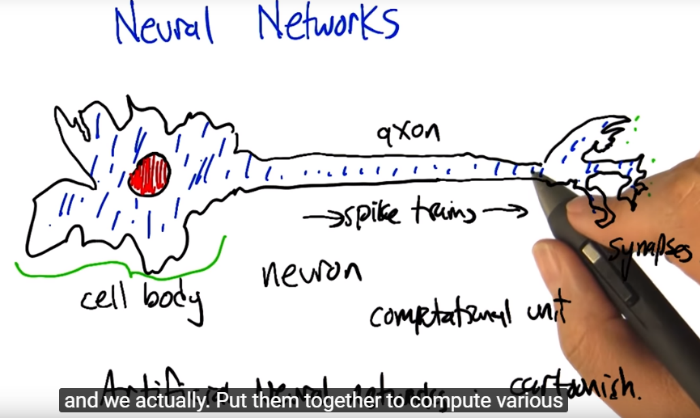 Neural Networks
axon
→spike trains→
synapses
neuron
cell body
computational unit
cartoonish.
and we actually. Put them together to compute various